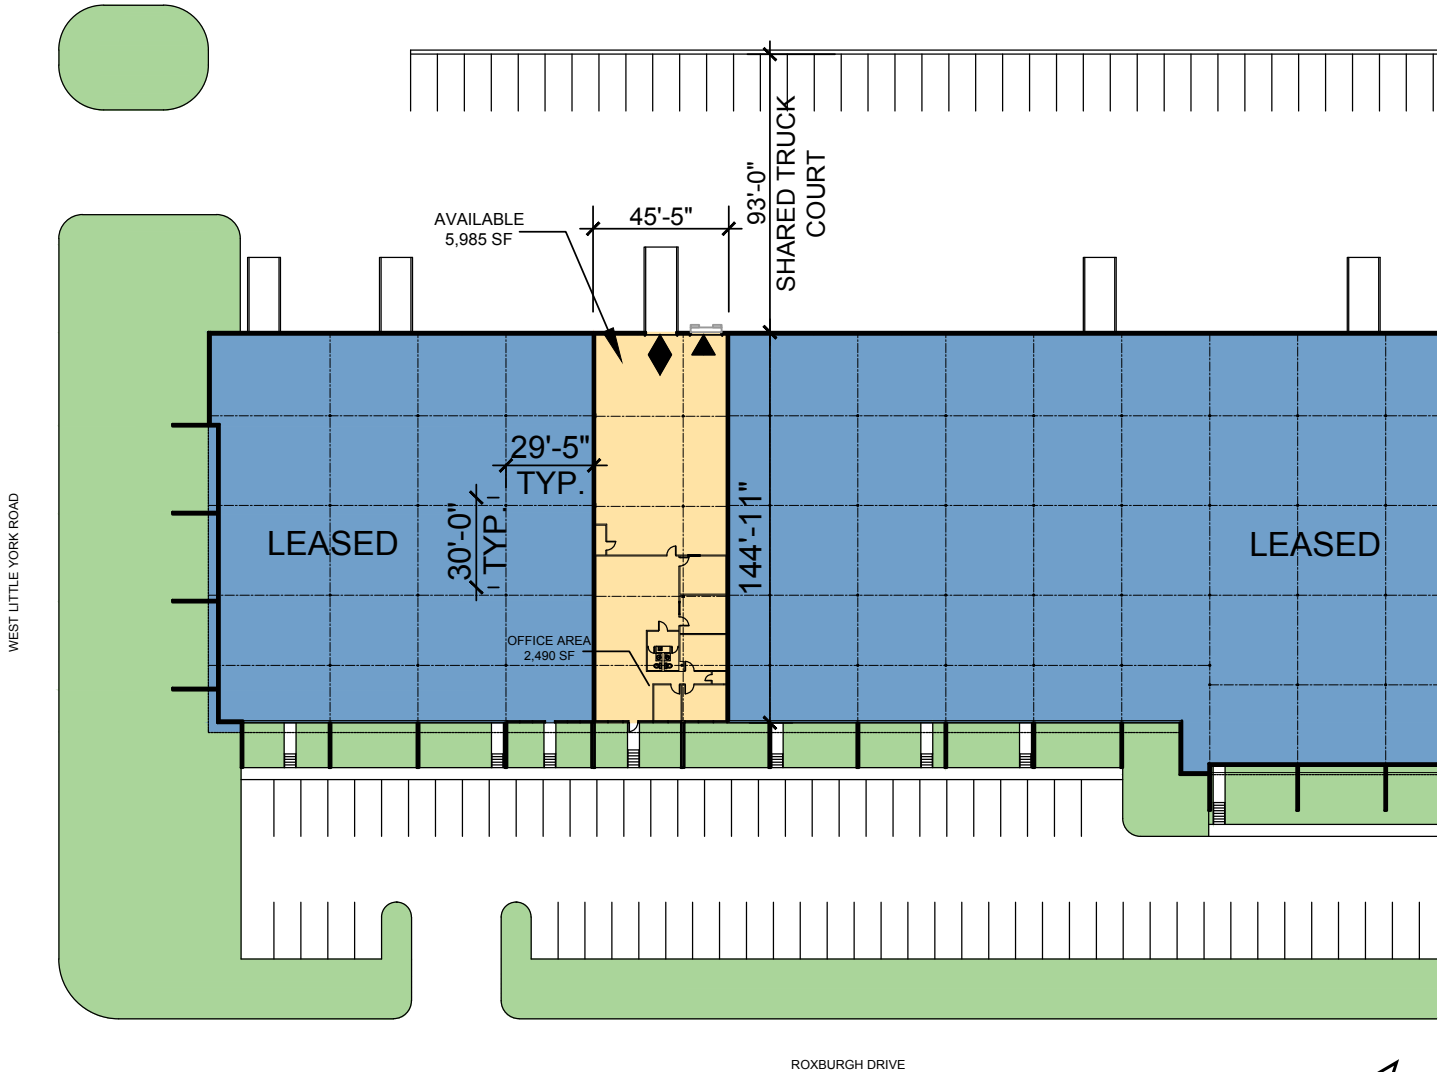 93'-0"
SHARED TRUCK
COURT
45'-5"
AVAILABLE
5,985 SF
29'-5"
TYP.
30'-0"
TYP.
144'-11"
LEASED
LEASED
OFFICE AREA
2,490 SF
WEST LITTLE YORK ROAD
ROXBURGH DRIVE